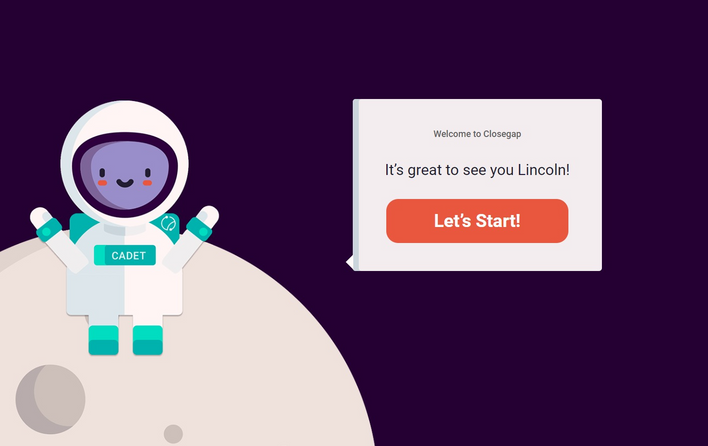 Welcome to Closegap
It's great to see you Lincoln!
Let's Start!
CADET